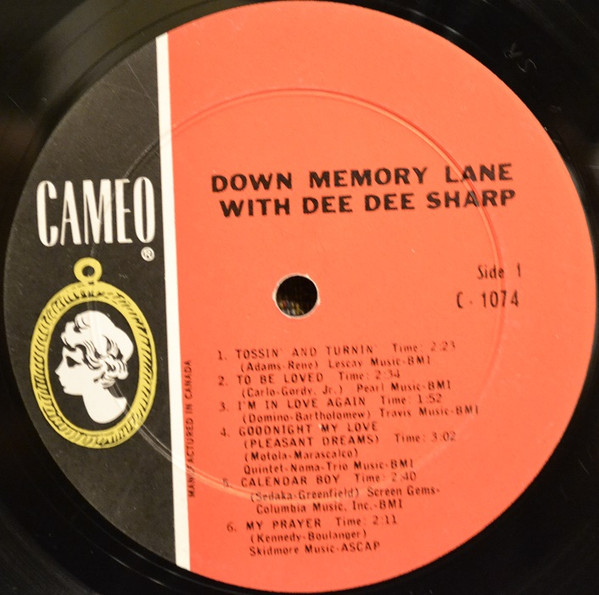 CAMEO
®
DOWN MEMORY LANE
WITH DEE DEE SHARP
Side 1
C - 1074
1. TOSSIN' AND TURNIN' Time: 2:23
(Adams-Rene) Lescay Music-BMI
2. TO BE LOVED Time: 2:34
(Carlo-Gordy, Jr.) Pearl Music-BMI
3. I'M IN LOVE AGAIN Time: 1:52
(Domino-Bartholomew) Travis Music-BMI
4. GOODNIGHT MY LOVE
(PLEASANT DREAMS) Time: 3:02
(Motola-Marascalco)
Quintel-Noma-Trio Music-BMI
5. CALENDAR BOY Time: 2:40
(Sedaka-Greenfield) Screen Gems-
Columbia Music, Inc.-BMI
6. MY PRAYER Time: 2:11
(Kennedy-Boulanger)
Skidmore Music-ASCAP
MANUFACTURED IN CANADA